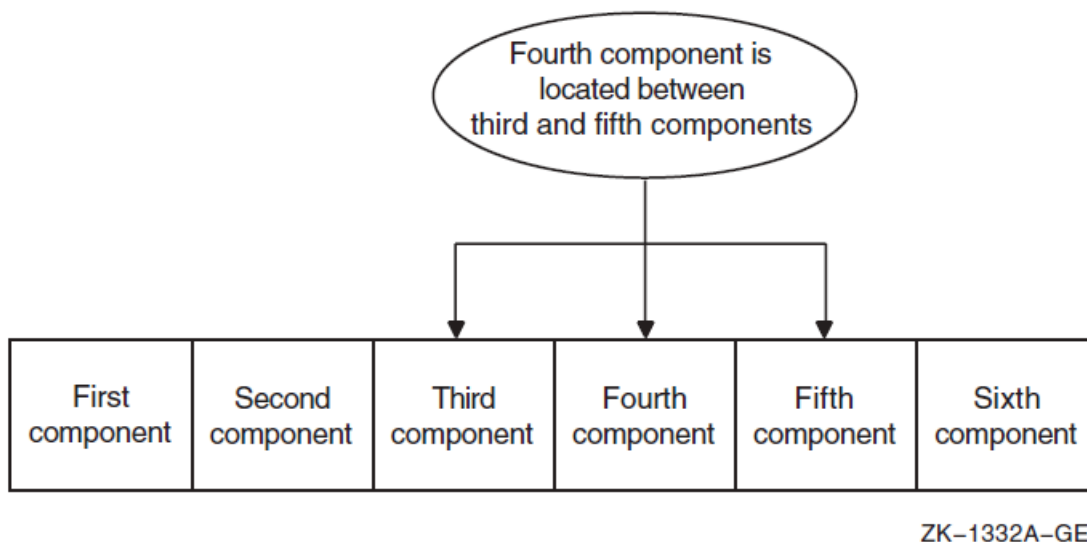 Fourth component is
located between
third and fifth components
First
component
Second
component
Third
component
Fourth
component
Fifth
component
Sixth
component
ZK–1332A–GE